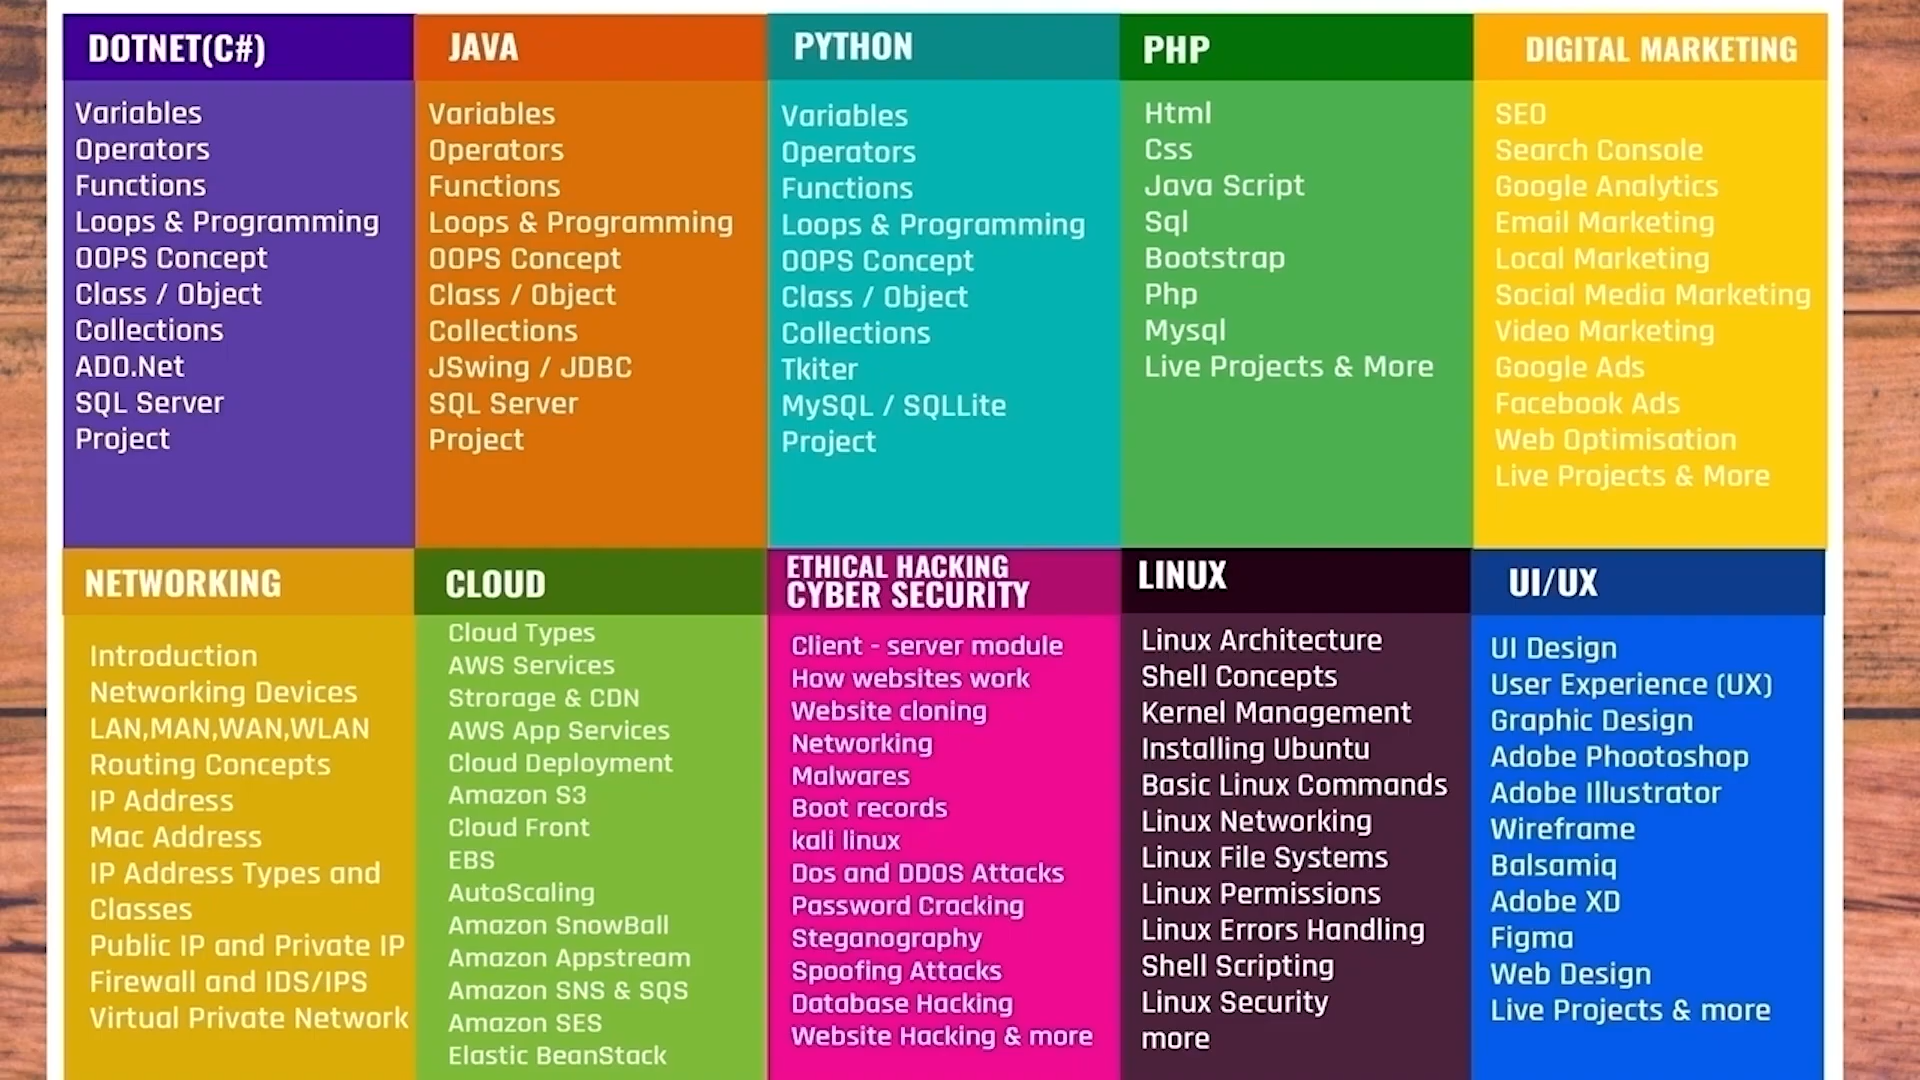 DOTNET(C#)
Variables
Operators
Functions
Loops & Programming
OOPS Concept
Class / Object
Collections
ADO.Net
SQL Server
Project
JAVA
Variables
Operators
Functions
Loops & Programming
OOPS Concept
Class / Object
Collections
JSwing / JDBC
SQL Server
Project
PYTHON
Variables
Operators
Functions
Loops & Programming
OOPS Concept
Class / Object
Collections
Tkiter
MySQL / SQLLite
Project
PHP
Html
Css
Java Script
Sql
Bootstrap
Php
Mysql
Live Projects & More
DIGITAL MARKETING
SEO
Search Console
Google Analytics
Email Marketing
Local Marketing
Social Media Marketing
Video Marketing
Google Ads
Facebook Ads
Web Optimisation
Live Projects & More
NETWORKING
Introduction
Networking Devices
LAN,MAN,WAN,WLAN
Routing Concepts
IP Address
Mac Address
IP Address Types and
Classes
Public IP and Private IP
Firewall and IDS/IPS
Virtual Private Network
CLOUD
Cloud Types
AWS Services
Strorage & CDN
AWS App Services
Cloud Deployment
Amazon S3
Cloud Front
EBS
AutoScaling
Amazon SnowBall
Amazon Appstream
Amazon SNS & SQS
Amazon SES
Elastic BeanStack
ETHICAL HACKING
CYBER SECURITY
Client - server module
How websites work
Website cloning
Networking
Malwares
Boot records
kali linux
Dos and DDOS Attacks
Password Cracking
Steganography
Spoofing Attacks
Database Hacking
Website Hacking & more
LINUX
Linux Architecture
Shell Concepts
Kernel Management
Installing Ubuntu
Basic Linux Commands
Linux Networking
Linux File Systems
Linux Permissions
Linux Errors Handling
Shell Scripting
Linux Security
more
UI/UX
UI Design
User Experience (UX)
Graphic Design
Adobe Phootoshop
Adobe Illustrator
Wireframe
Balsamiq
Adobe XD
Figma
Web Design
Live Projects & more